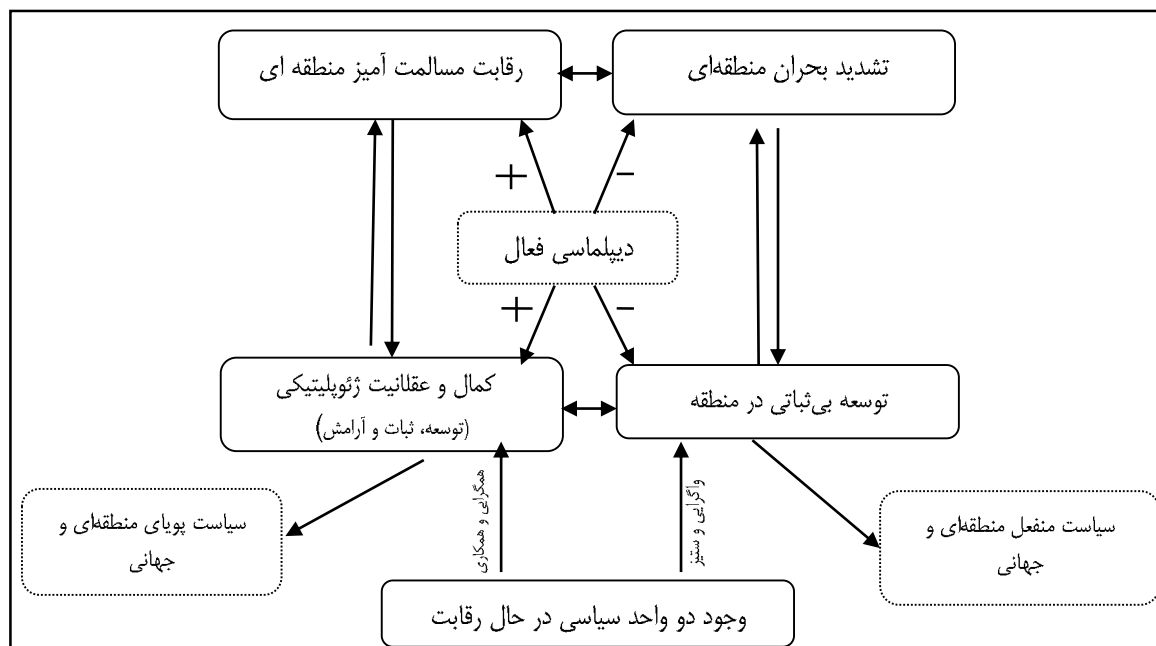 تشدید بحران منطقه‌ای
رقابت مسالمت آمیز منطقه ای
+
−
دیپلماسی فعال
+
−
کمال و عقلانیت ژئوپلیتیکی
(توسعه، ثبات و آرامش)
توسعه بی‌ثباتی در منطقه
همگرایی و همکاری
واگرایی و ستیز
سیاست منفعل منطقه‌ای و
جهانی
سیاست پویای منطقه‌ای و
جهانی
وجود دو واحد سیاسی در حال رقابت